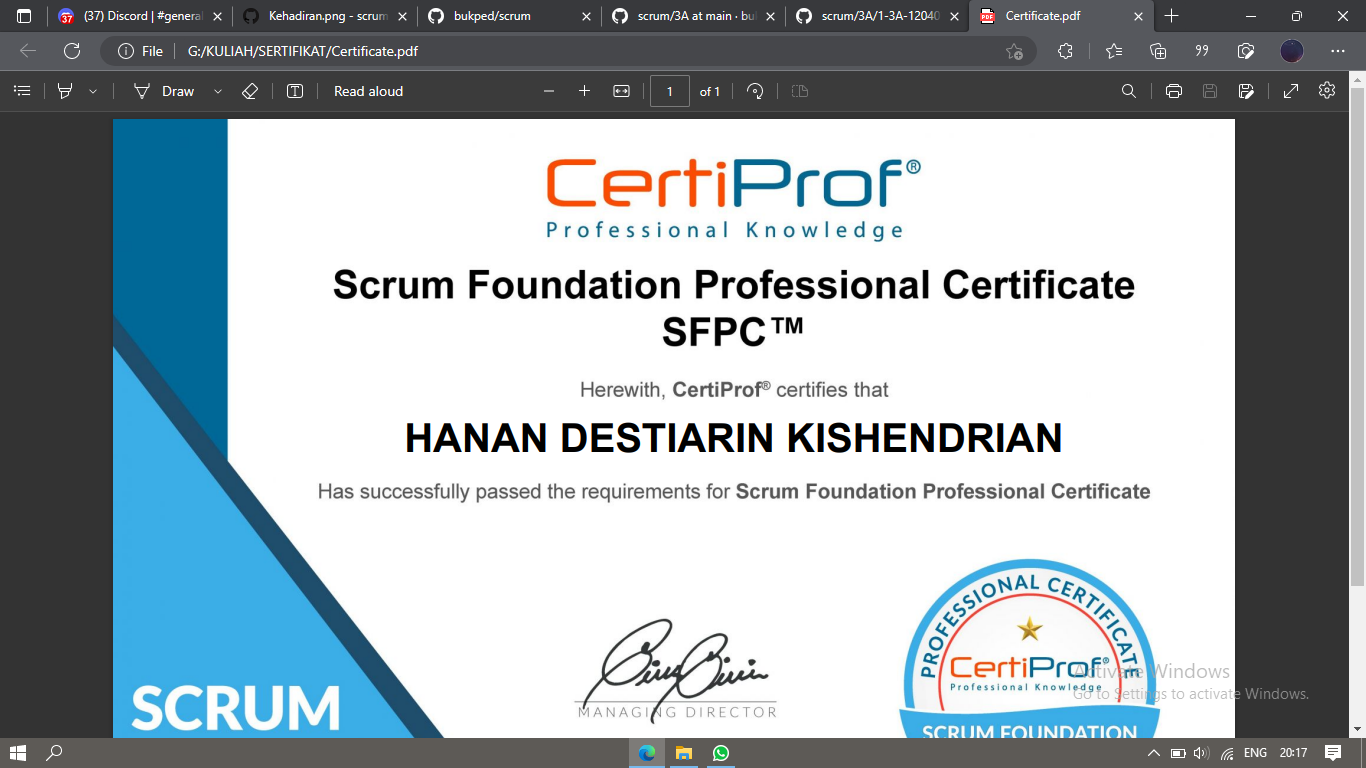 (37) Discord | #general
Kehadiran.png - scrum
bukped/scrum
scrum/3A at main · bu
scrum/3A/1-3A-12040
Certificate.pdf
File
G:/KULIAH/SERTIFIKAT/Certificate.pdf
Draw
Read aloud
1
of 1
CertiProf®
Professional Knowledge
Scrum Foundation Professional Certificate
SFPC™
Herewith, CertiProf® certifies that
HANAN DESTIARIN KISHENDRIAN
Has successfully passed the requirements for Scrum Foundation Professional Certificate
MANAGING DIRECTOR
SCRUM
PROFESSIONAL CERTIFICATE
CertiProf®
Professional Knowledge
SCRUM FOUNDATION
Activate Windows
Go to Settings to activate Windows.
ENG
20:17